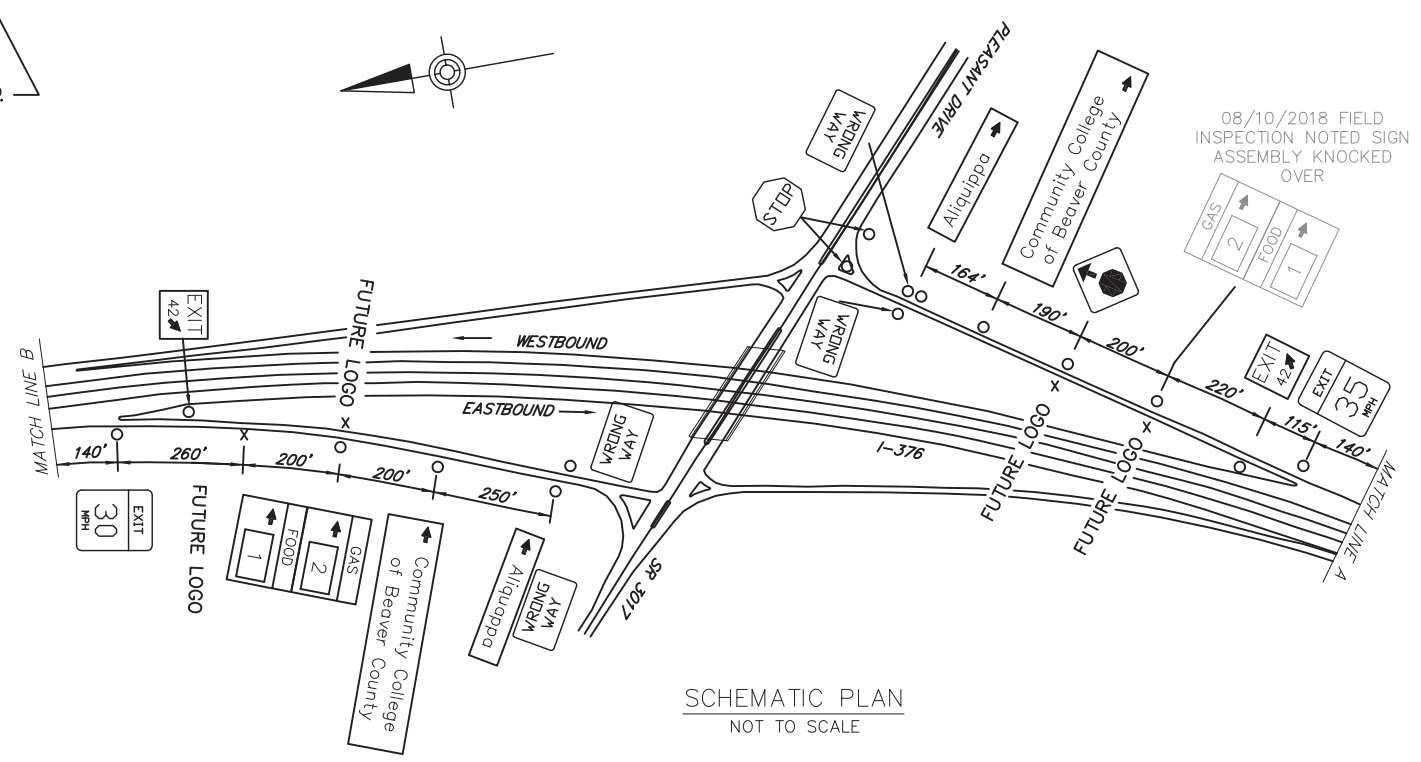 PLEASANT DRIVE
WRONG
WAY
STOP
Aliquippa
Community College
of Beaver County
08/10/2018 FIELD
INSPECTION NOTED SIGN
ASSEMBLY KNOCKED
OVER
GAS
2
FOOD
1
164'
190'
200'
220'
115'
140'
EXIT
42
EXIT
35
MPH
WRONG
WAY
EXIT
42
FUTURE LOGO
WESTBOUND
EASTBOUND
I-376
MATCH LINE B
MATCH LINE A
X
X
X
X
FUTURE LOGO
FUTURE LOGO
WRONG
WAY
140'
260'
200'
200'
250'
EXIT
30
MPH
FUTURE LOGO
GAS
2
FOOD
1
Community College
of Beaver County
Aliquappa
WRONG
WAY
SR 3017
SCHEMATIC PLAN
NOT TO SCALE